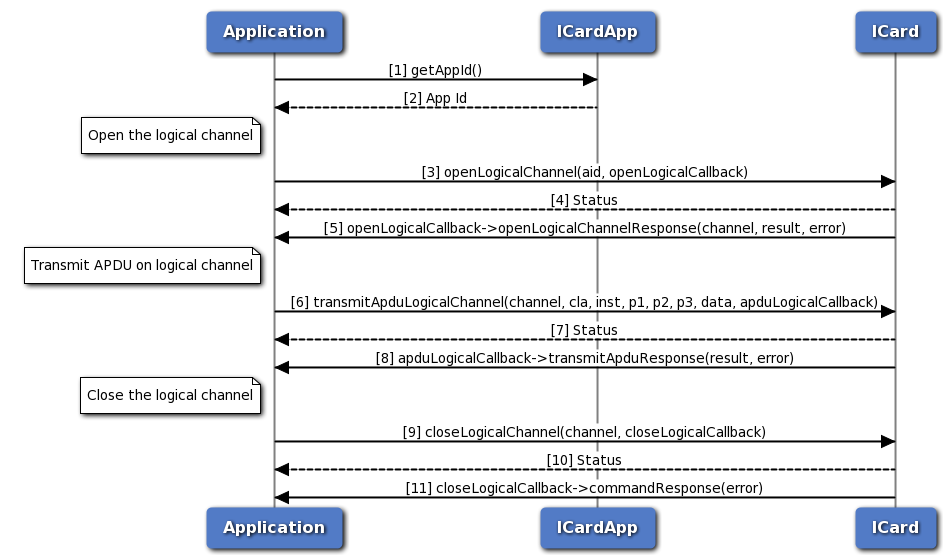 Application
ICardApp
ICard
[1] getAppId()
[2] App Id
Open the logical channel
[3] openLogicalChannel(aid, openLogicalCallback)
[4] Status
[5] openLogicalCallback->openLogicalChannelResponse(channel, result, error)
Transmit APDU on logical channel
[6] transmitApduLogicalChannel(channel, cla, inst, p1, p2, p3, data, apduLogicalCallback)
[7] Status
[8] apduLogicalCallback->transmitApduResponse(result, error)
Close the logical channel
[9] closeLogicalChannel(channel, closeLogicalCallback)
[10] Status
[11] closeLogicalCallback->commandResponse(error)
Application
ICardApp
ICard